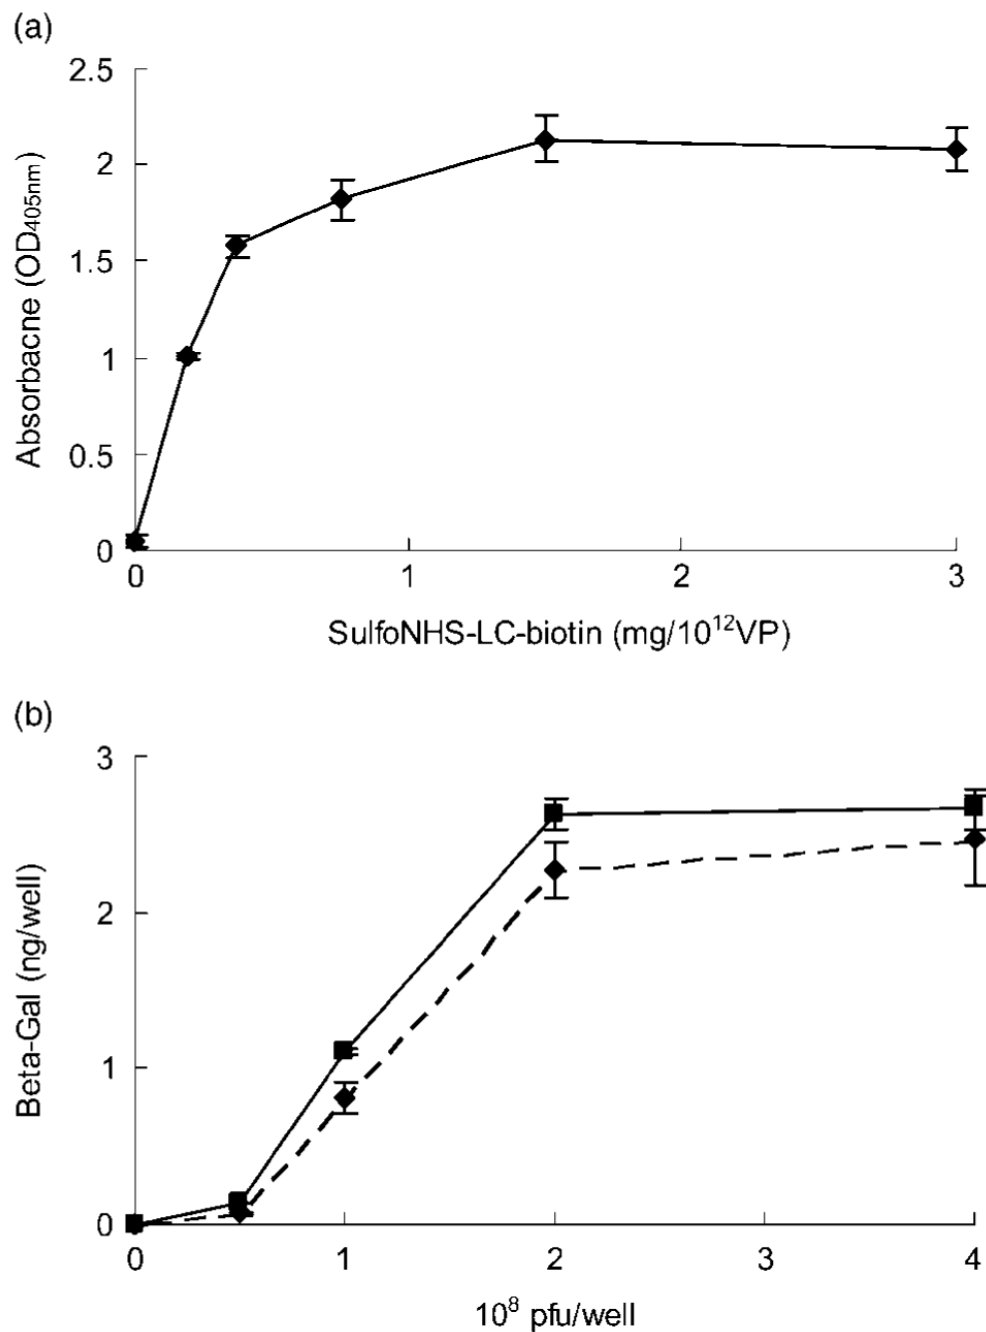 (a)
2.5
2
1.5
1
0.5
0
Absorbacne (OD405nm)
0 1 2 3
SulfoNHS-LC-biotin (mg/10¹²VP)
(b)
3
2
1
0
Beta-Gal (ng/well)
0 1 2 3 4
10⁸ pfu/well